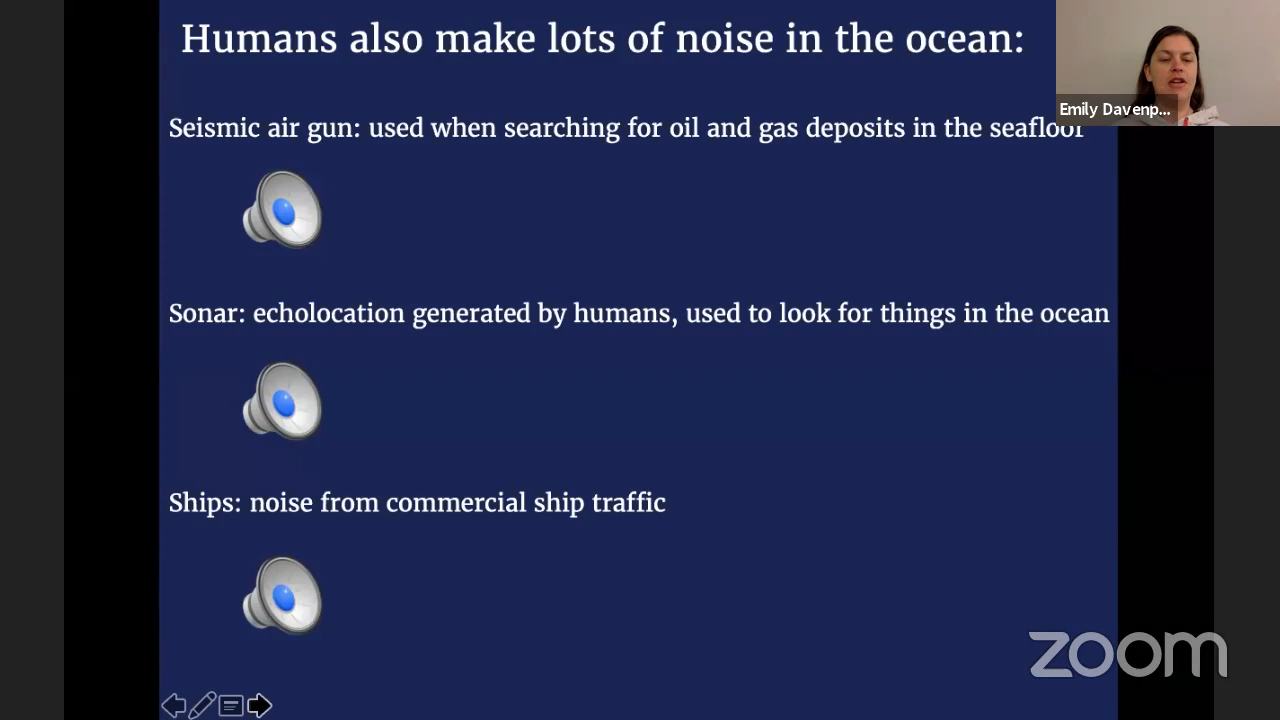 Humans also make lots of noise in the ocean:
Emily Davenp...
Seismic air gun: used when searching for oil and gas deposits in the seafloor
Sonar: echolocation generated by humans, used to look for things in the ocean
Ships: noise from commercial ship traffic
zoom